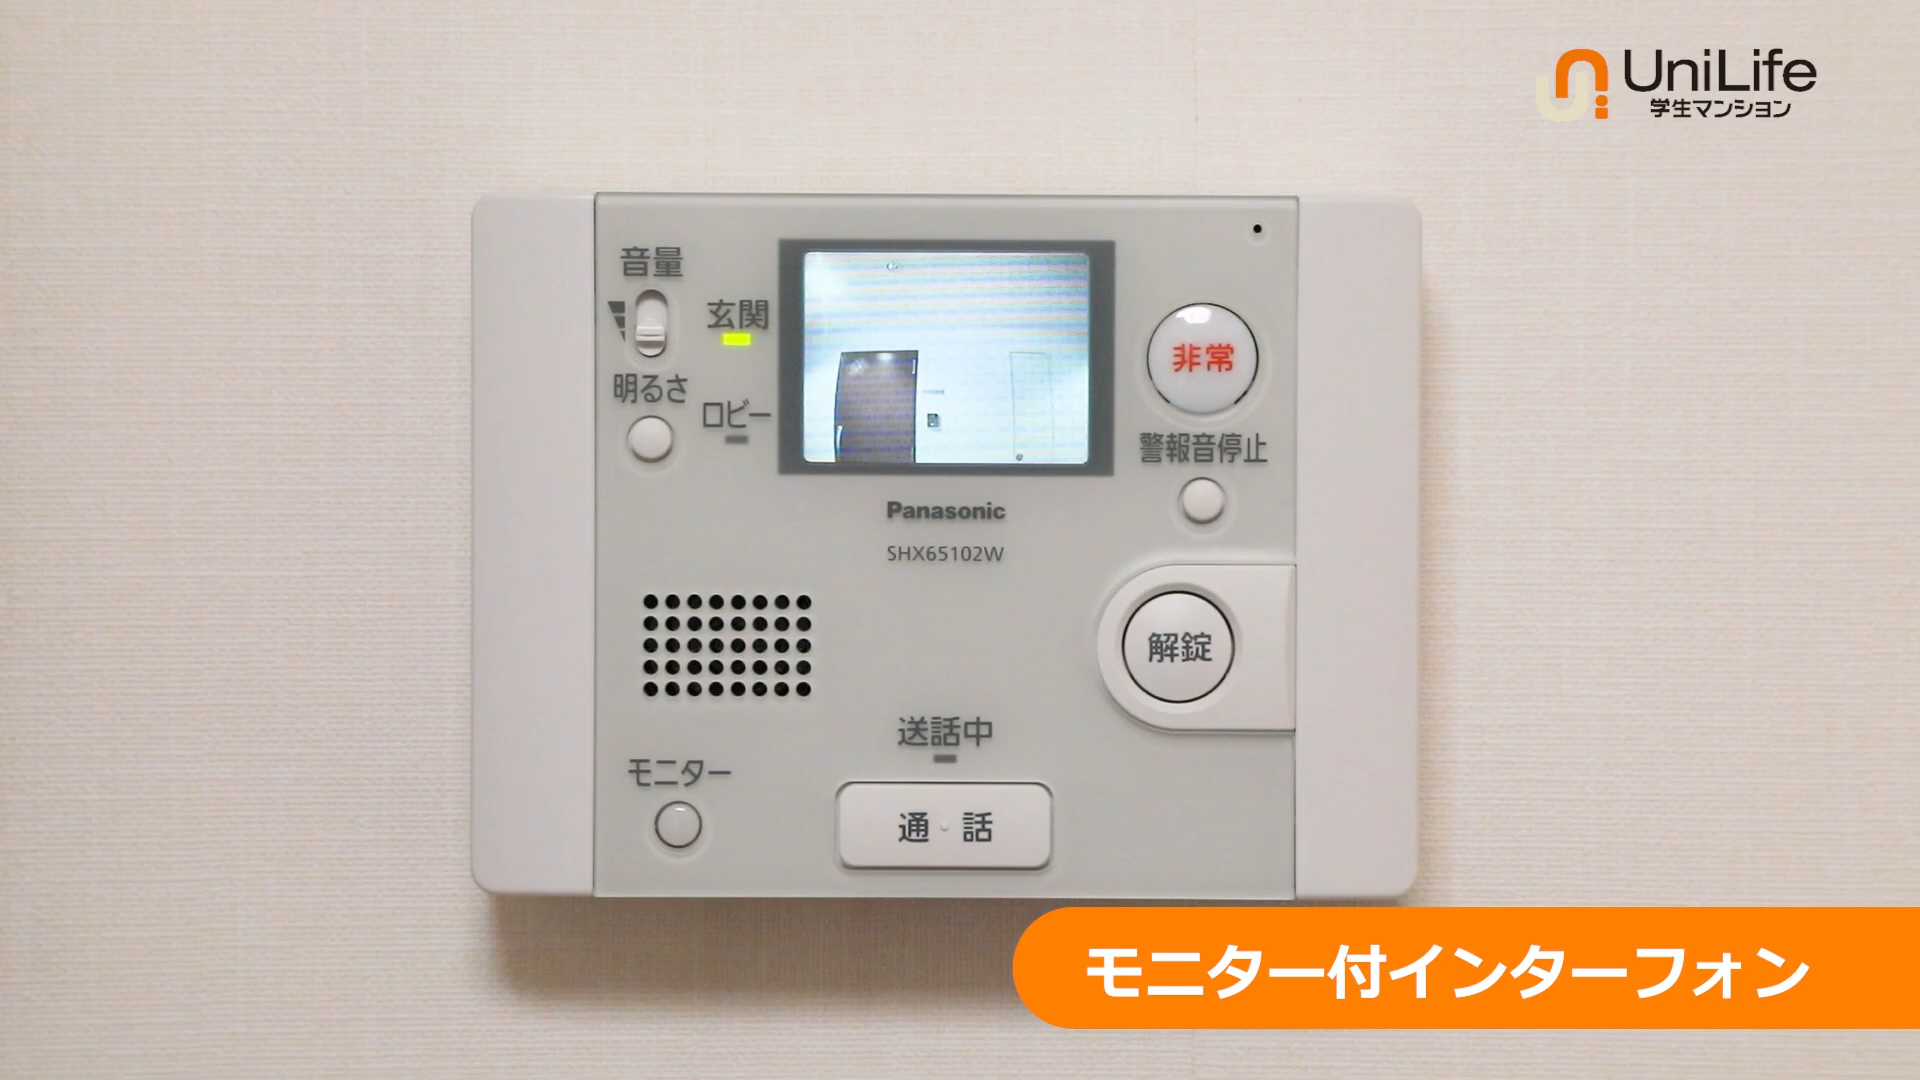 UniLife
学生マンション
音量
玄関
明るさ
ロビー
非常
警報音停止
Panasonic
SHX65102W
解錠
送話中
モニター
通・話
モニター付インターフォン